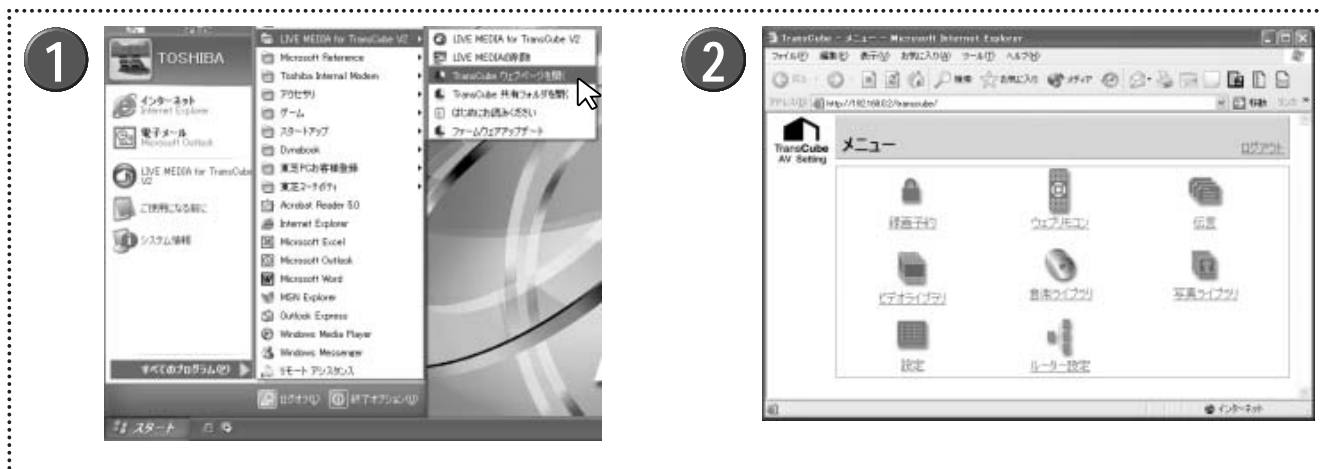 1
TOSHIBA
インターネット
Internet Explorer
電子メール
Microsoft Outlook
LIVE MEDIA for TransCube V2
ご使用になる前に
システム情報
すべてのプログラム(P)
LIVE MEDIA for TransCube V2
Microsoft Reference
Toshiba Internal Modem
アクセサリ
ゲーム
スタートアップ
Dynabook
東芝PCお客様登録
Acrobat Reader 5.0
Internet Explorer
Microsoft Excel
Microsoft Outlook
Microsoft Word
MSN Explorer
Outlook Express
Windows Media Player
Windows Messenger
リモート アシスタンス
LIVE MEDIA for TransCube V2
LIVE MEDIAの削除
TransCube ウェブページを開く
TransCube 共有フォルダを開く
はじめにお読みください
ファームウェアアップデート
ログオフ(L)
終了オプション(U)
スタート
2
TransCube - メニュー - Microsoft Internet Explorer
ファイル(F) 編集(E) 表示(V) お気に入り(A) ツール(T) ヘルプ(H)
検索 お気に入り メディア
移動
TransCube
AV Setting
メニュー
ログアウト
録画予約 ウェブリモコン 伝言
ビデオライブラリ 音楽ライブラリ 写真ライブラリ
設定 ルーター設定
インターネット